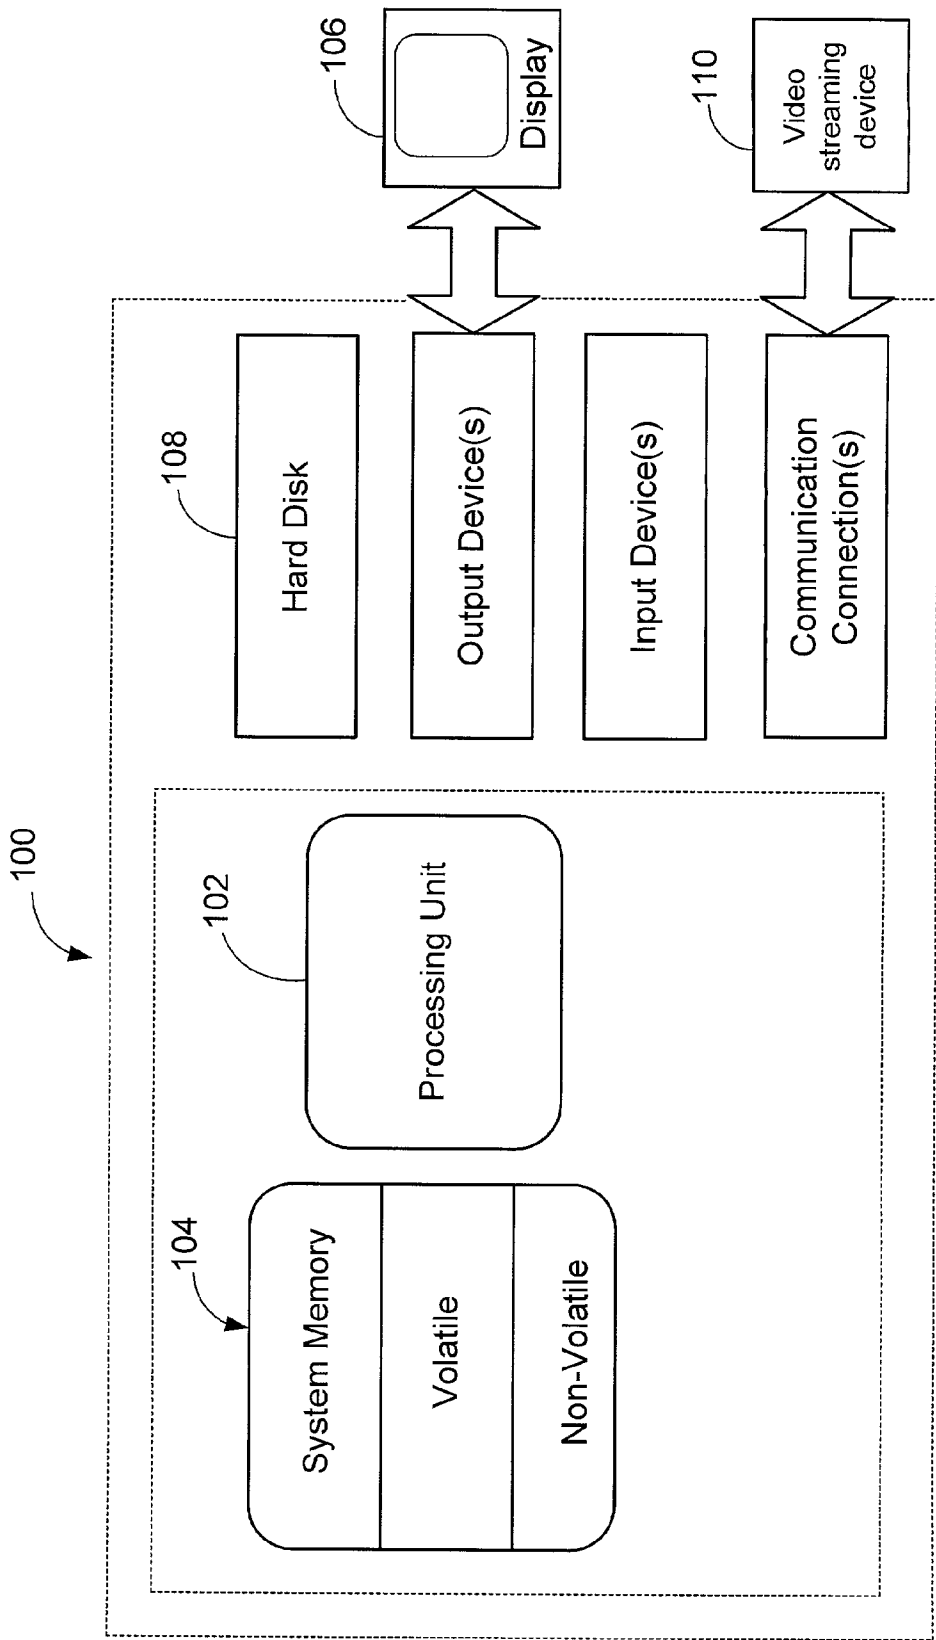 100
104
System Memory
Volatile
Non-Volatile
102
Processing Unit
108
Hard Disk
Output Device(s)
Input Device(s)
Communication
Connection(s)
106
Display
110
Video
streaming
device